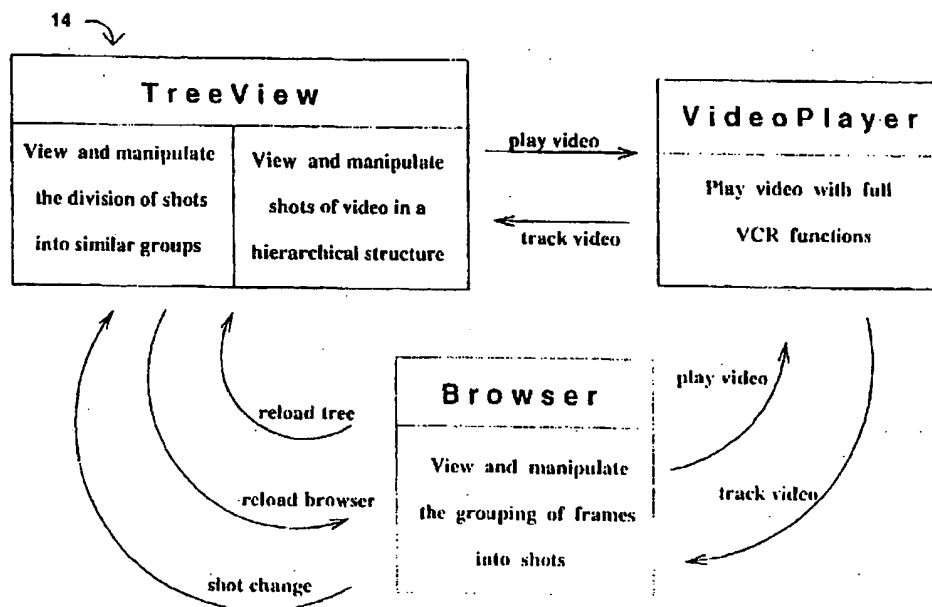 14
TreeView
View and manipulate
the division of shots
into similar groups
View and manipulate
shots of video in a
hierarchical structure
play video
track video
VideoPlayer
Play video with full
VCR functions
reload tree
reload browser
shot change
Browser
View and manipulate
the grouping of frames
into shots
play video
track video